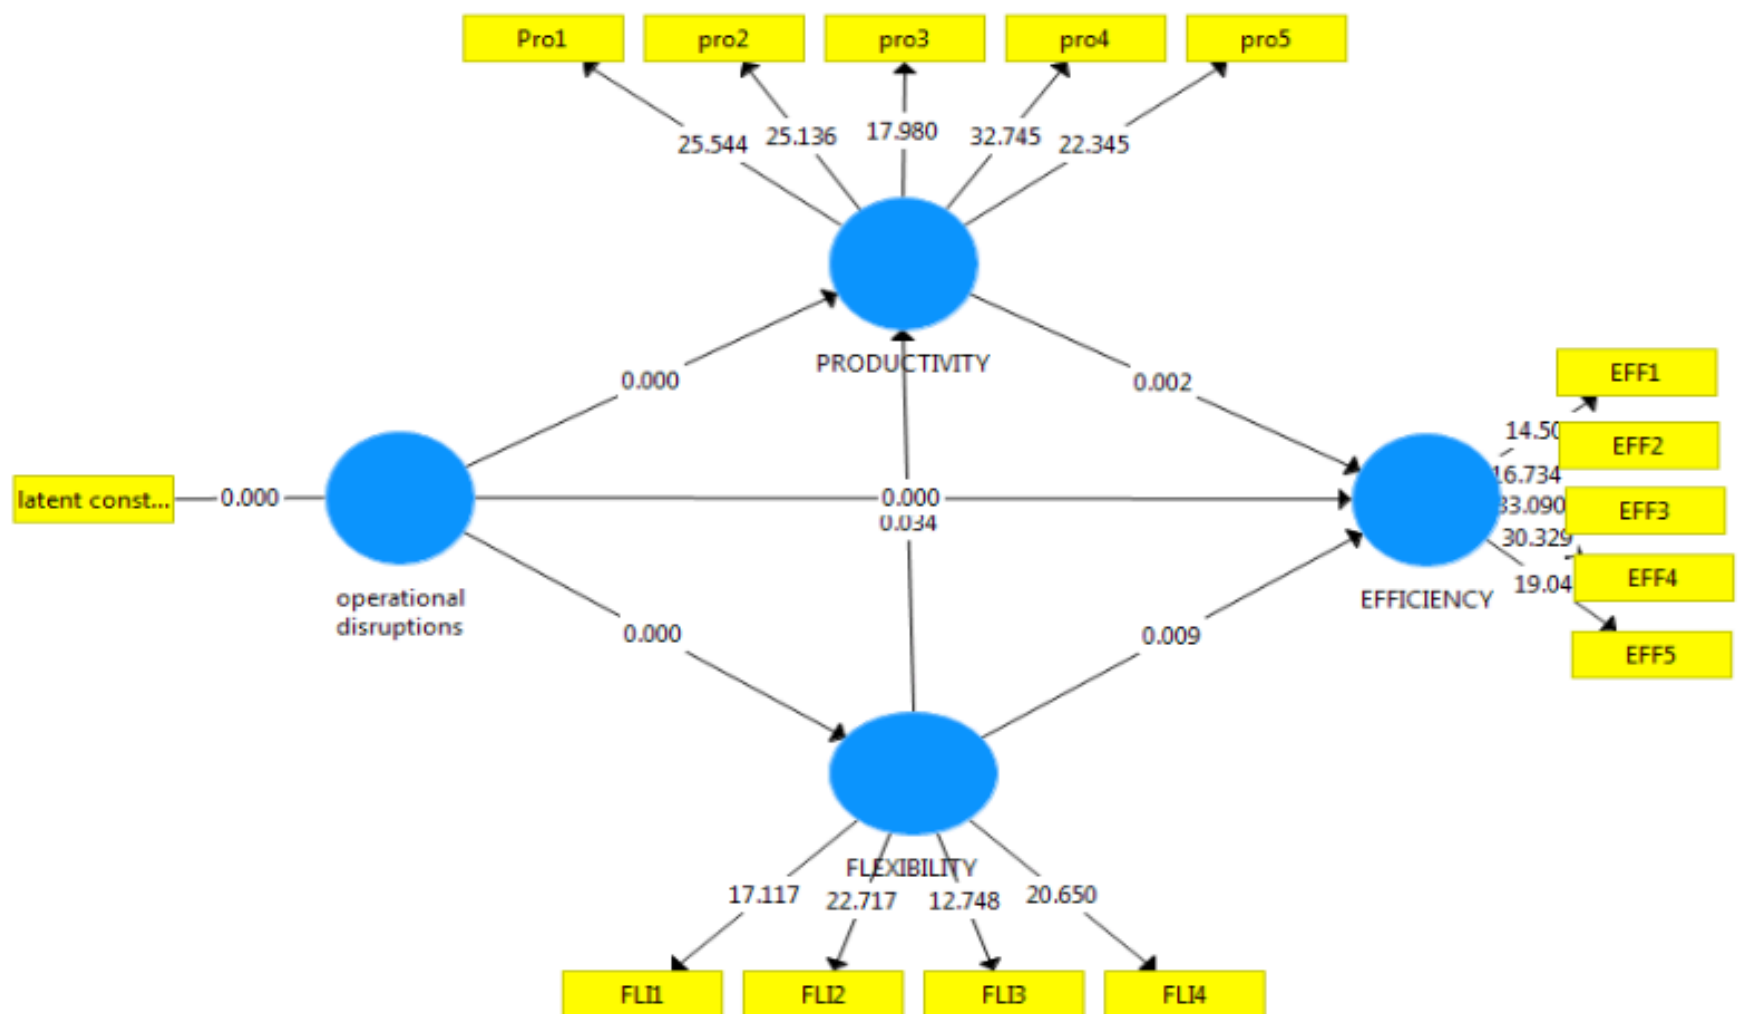 Pro1 pro2 pro3 pro4 pro5
25.544 25.136 17.980 32.745 22.345
PRODUCTIVITY
EFF1
0.000 0.002
14.50
EFF2
16.734
latent const... 0.000 0.000
33.090 EFF3
0.034
30.329
EFF4
19.04
operational
disruptions
EFFICIENCY
0.000 0.009
EFF5
FLEXIBILITY
17.117 22.717 12.748 20.650
FLI1 FLI2 FLI3 FLI4